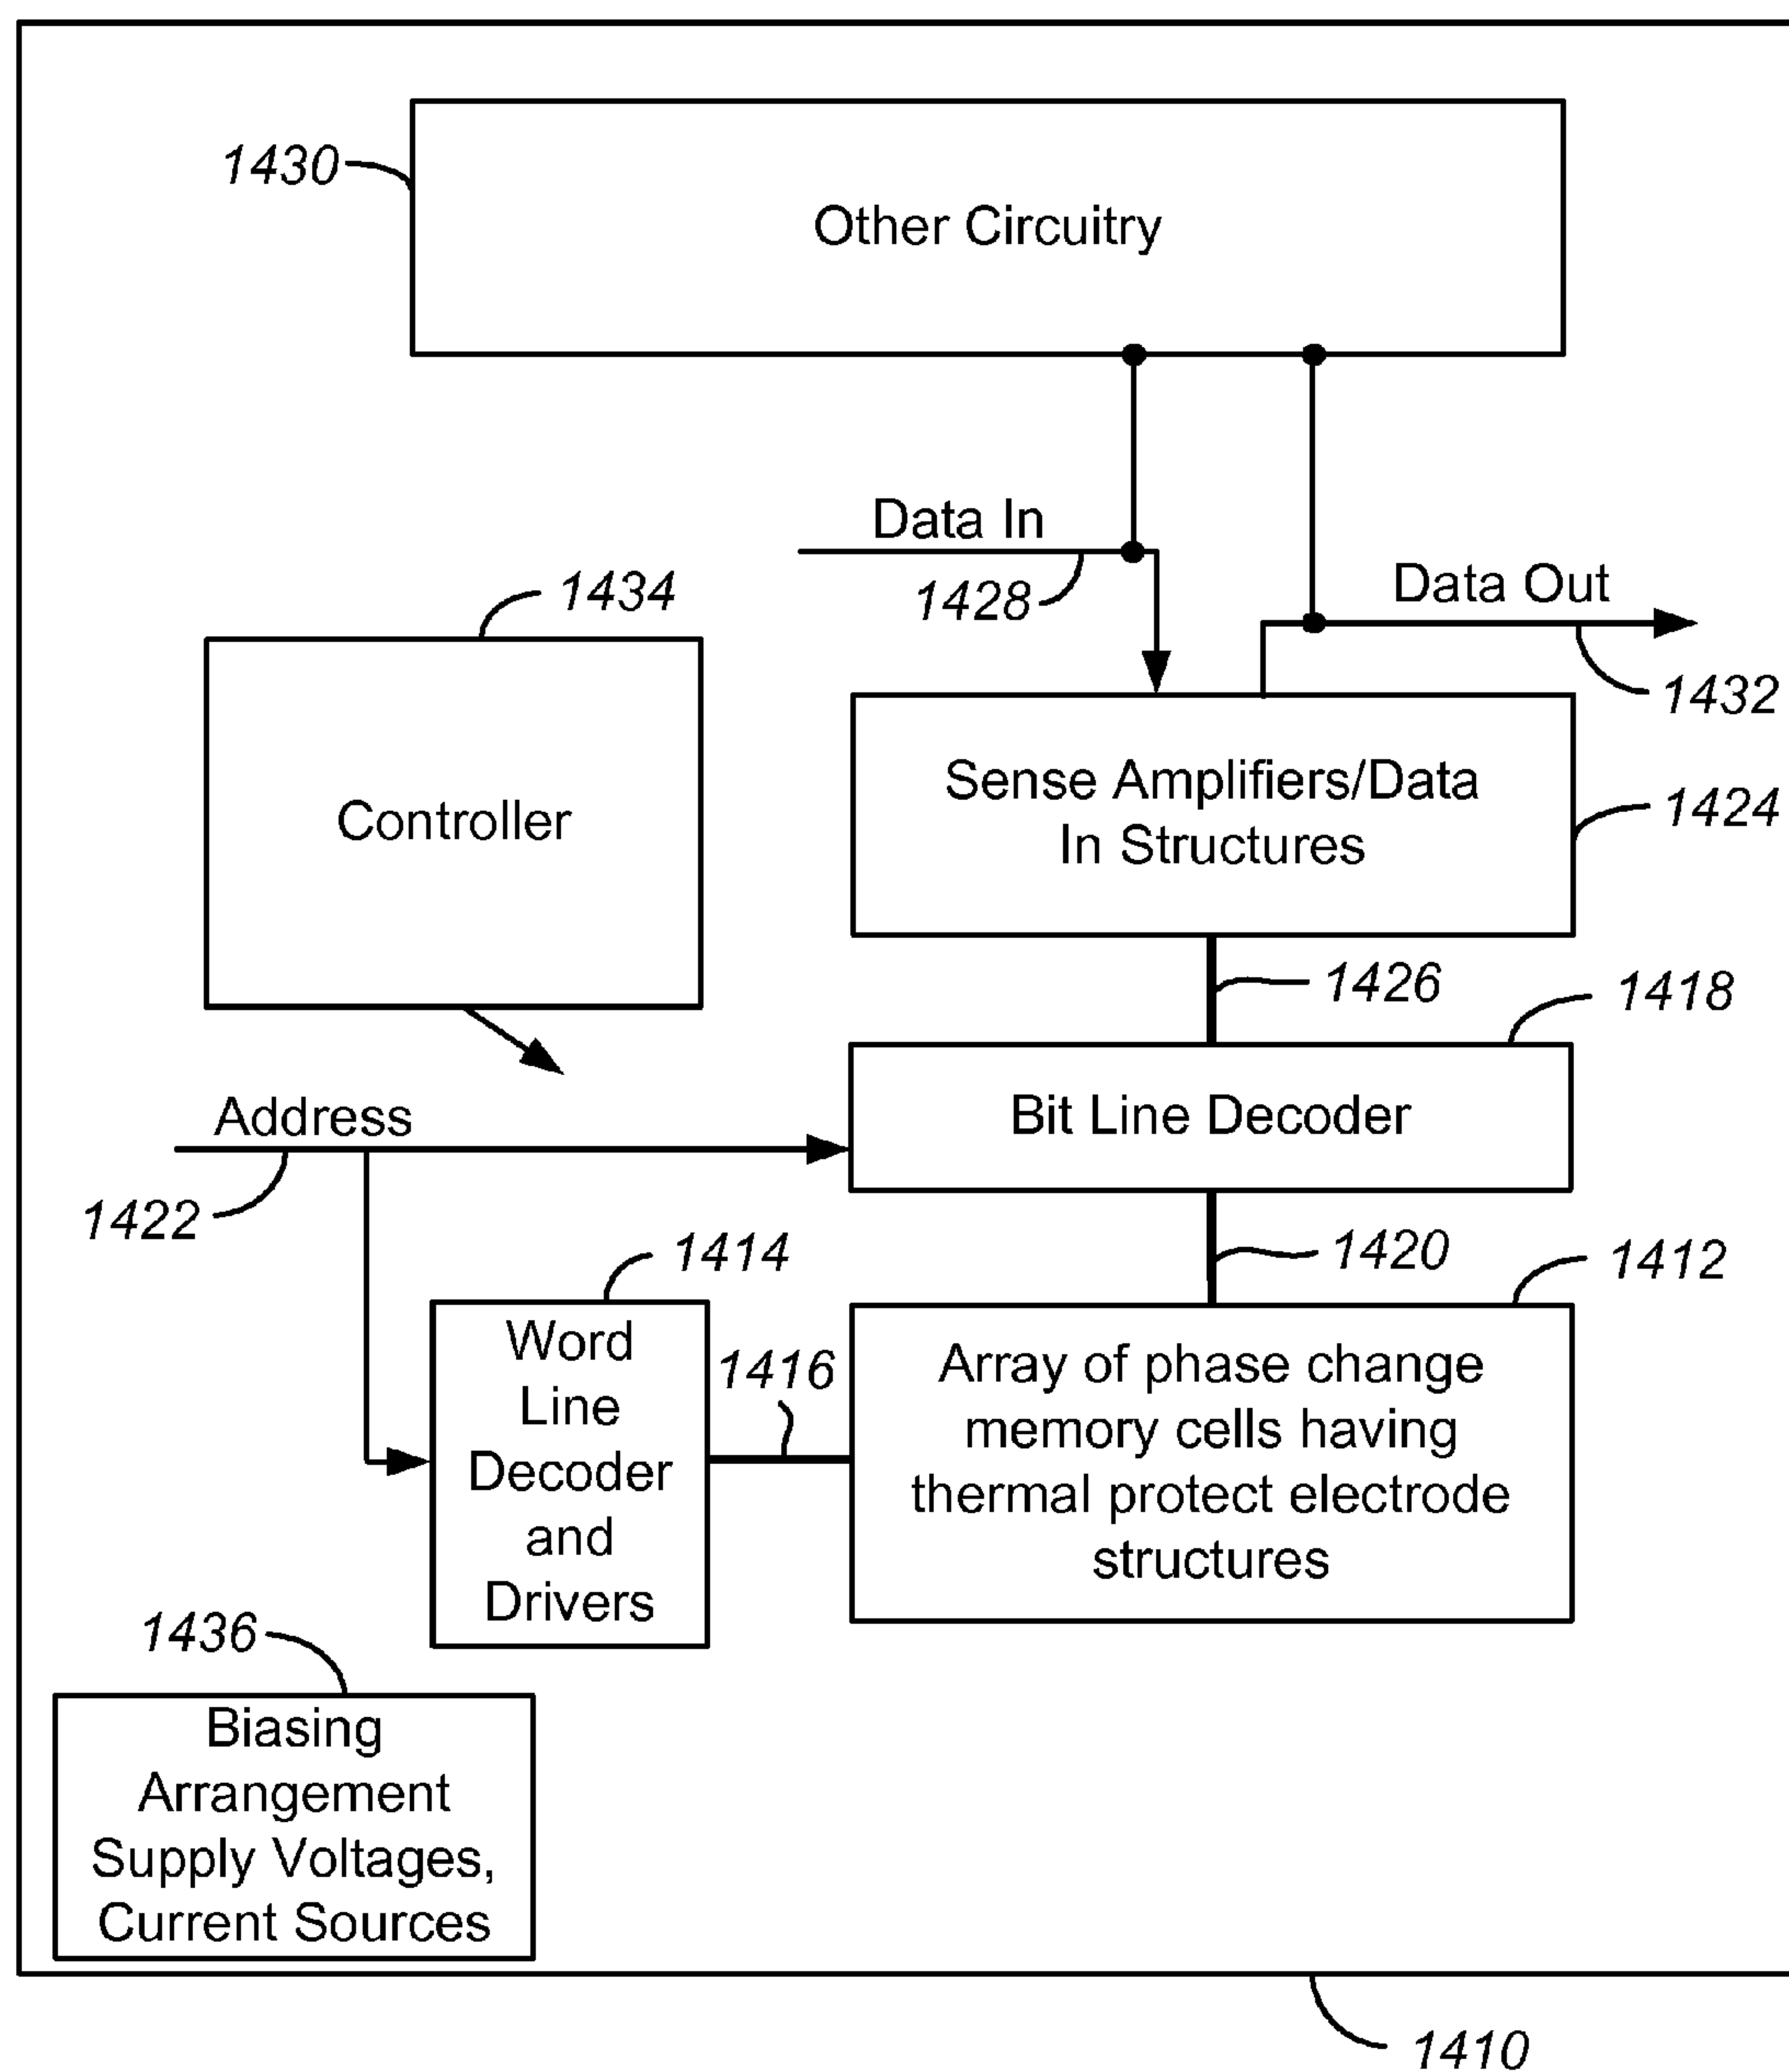 1430
Other Circuitry
Data In
1428
Data Out
1432
1434
Controller
Sense Amplifiers/Data
In Structures
1424
1426
1418
Address
1422
Bit Line Decoder
1414
1420
1412
Word
Line
Decoder
and
Drivers
1416
Array of phase change
memory cells having
thermal protect electrode
structures
1436
Biasing
Arrangement
Supply Voltages,
Current Sources
1410